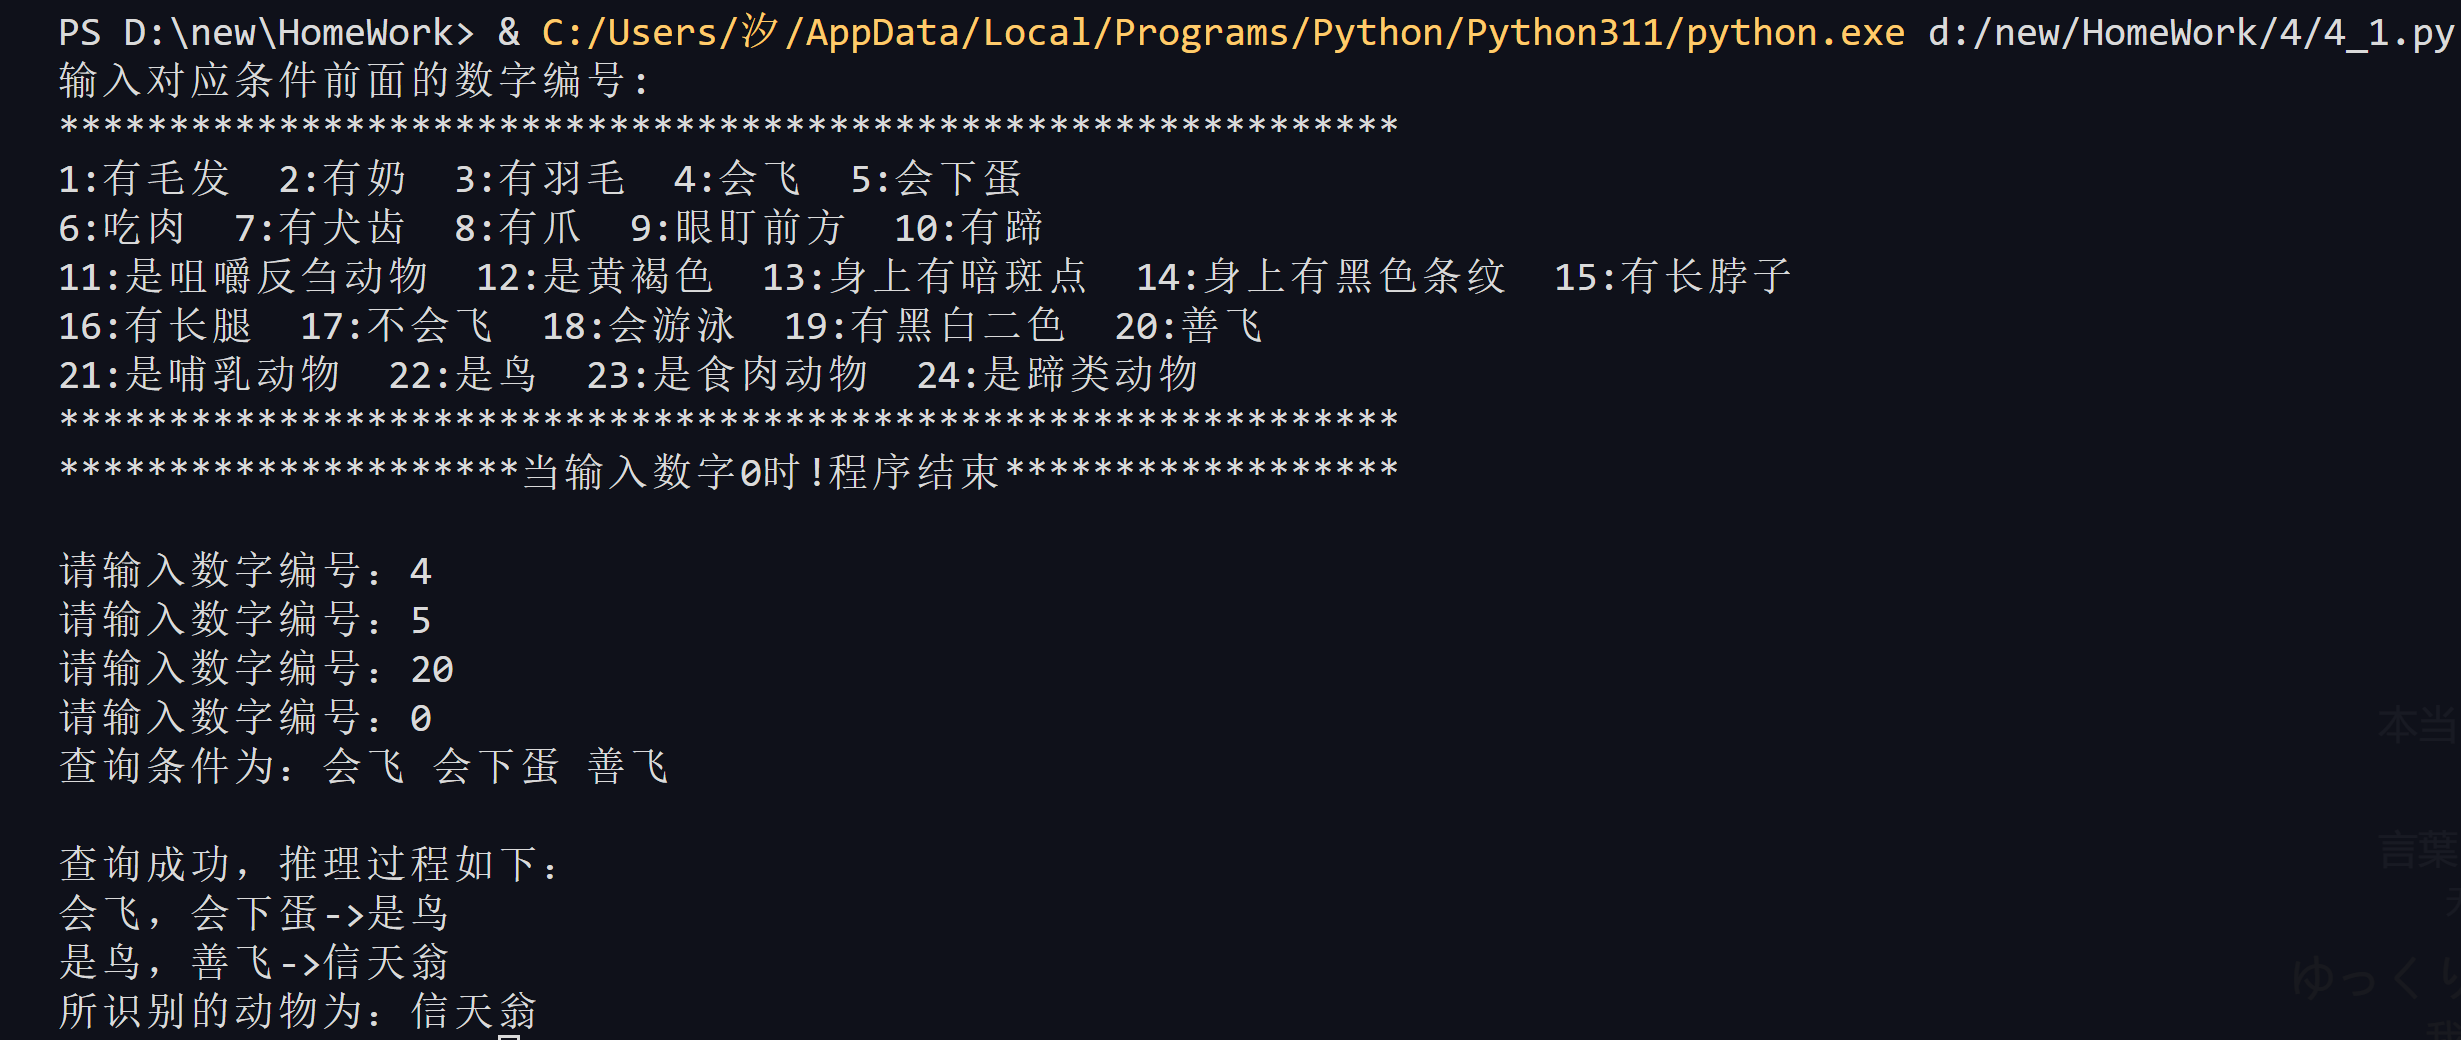 PS D:\new\HomeWork> & C:/Users/汐/AppData/Local/Programs/Python/Python311/python.exe d:/new/HomeWork/4/4_1.py
输入对应条件前面的数字编号:
*************************************************************
1:有毛发  2:有奶  3:有羽毛  4:会飞  5:会下蛋
6:吃肉  7:有犬齿  8:有爪  9:眼盯前方  10:有蹄
11:是咀嚼反刍动物  12:是黄褐色  13:身上有暗斑点  14:身上有黑色条纹  15:有长脖子
16:有长腿  17:不会飞  18:会游泳  19:有黑白二色  20:善飞
21:是哺乳动物  22:是鸟  23:是食肉动物  24:是蹄类动物
*************************************************************
*********************当前输入数字0时!程序结束******************
请输入数字编号：4
请输入数字编号：5
请输入数字编号：20
请输入数字编号：0
查询条件为：会飞 会下蛋 善飞
查询成功，推理过程如下：
会飞，会下蛋->是鸟
是鸟，善飞->信天翁
所识别的动物为：信天翁
本当
言葉
ゆっく